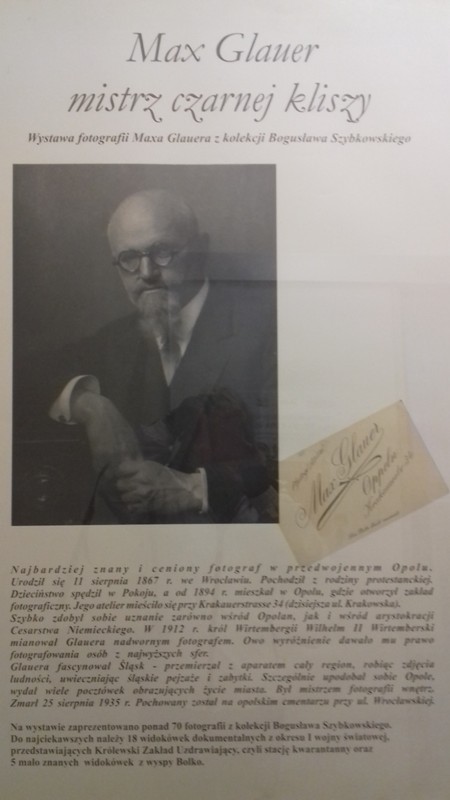 Max Glauer
mistrz czarnej kliszy
Wystawa fotografii Maxa Glauera z kolekcji Bogusława Szybkowskiego
Max Glauer
Oppeln
Najbardziej znany i ceniony fotograf w przedwojennym Opolu.
Urodził się 11 sierpnia 1867 r. we Wrocławiu. Pochodził z rodziny protestanckiej.
Dzieciństwo spędził w Pokoju, a od 1894 r. mieszkał w Opolu, gdzie otworzył zakład
fotograficzny. Jego atelier mieściło się przy Krakauerstrasse 34 (dzisiejsza ul. Krakowska).
Szybko zdobył sobie uznanie zarówno wśród Opolan, jak i wśród arystokracji
Cesarstwa Niemieckiego. W 1912 r. król Wirtembergii Wilhelm II Wirtemberski
mianował Glauera nadwornym fotografem. Owo wyróżnienie dawało mu prawo
fotografowania osób z najwyższych sfer.
Glauera fascynował Śląsk - przemierzał z aparatem cały region, robiąc zdjęcia
ludności, uwieczniając śląskie pejzaże i zabytki. Szczególnie upodobał sobie Opole,
wydał wiele pocztówek obrazujących życie miasta. Był mistrzem fotografii wnętrz.
Zmarł 25 sierpnia 1935 r. Pochowany został na opolskim cmentarzu przy ul. Wrocławskiej.
Na wystawie zaprezentowano ponad 70 fotografii z kolekcji Bogusława Szybkowskiego.
Do najciekawszych należy 18 widokówek dokumentalnych z okresu I wojny światowej,
przedstawiających Królewski Zakład Uzdrawiający, czyli stację kwarantanny oraz
5 mało znanych widokówek z wyspy Bolko.